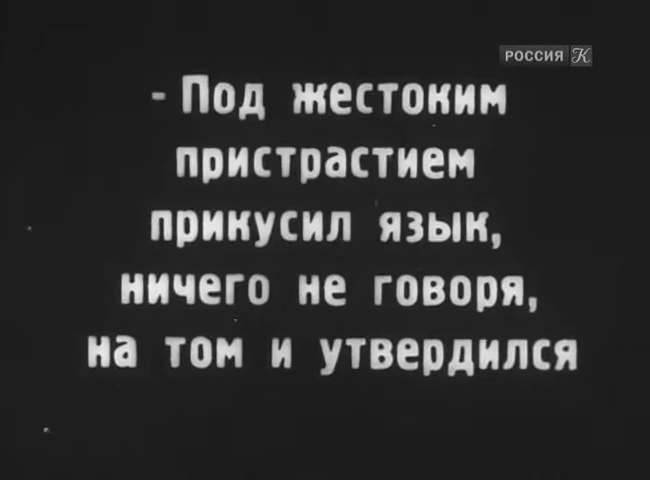 РОССИЯ К
- Под жестоким
пристрастием
прикусил язык,
ничего не говоря,
на том и утвердился